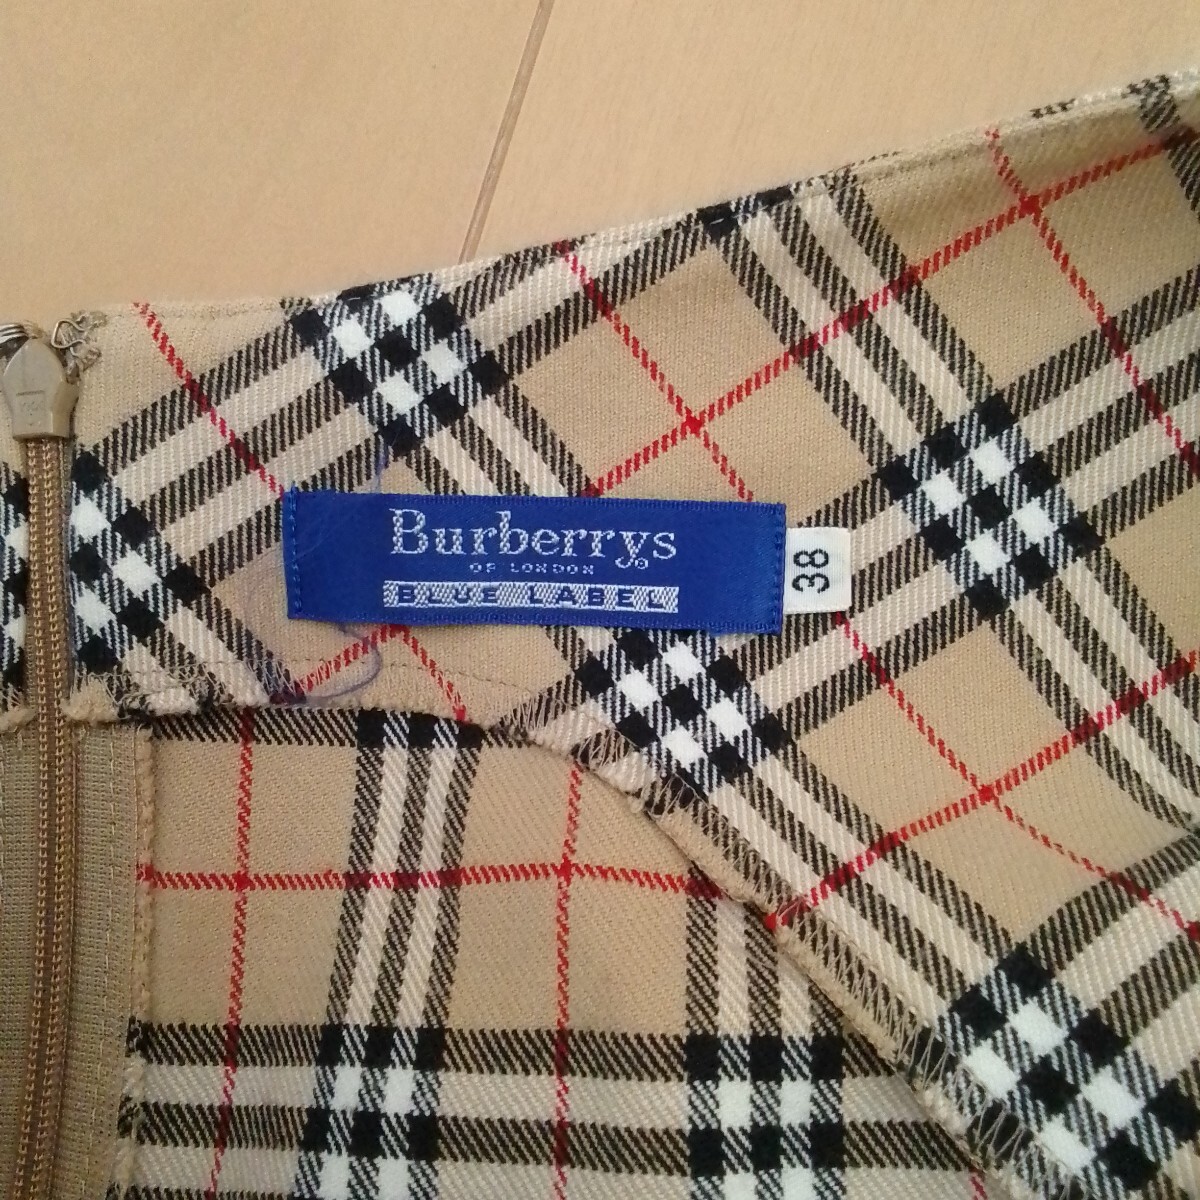 Burberrys
OF LONDON
BLUE LABEL
38